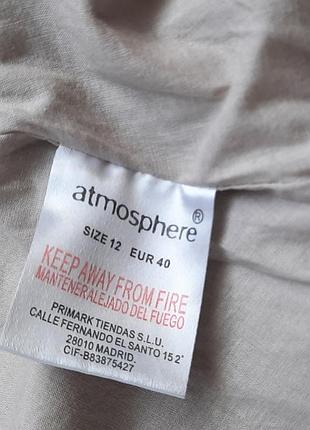 atmosphere®
SIZE 12 EUR 40
KEEP AWAY FROM FIRE
MANTENER ALEJADO DEL FUEGO
PRIMARK TIENDAS S.L.U.
CALLE FERNANDO EL SANTO 15 2ª
28010 MADRID.
CIF-B83875427